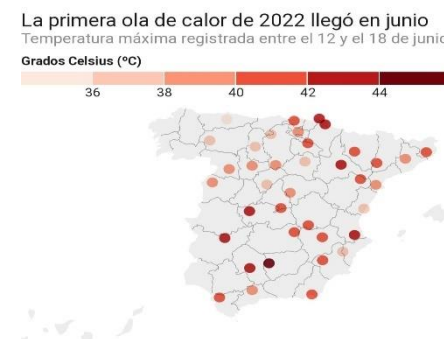 La primera ola de calor de 2022 llegó en junio
Temperatura máxima registrada entre el 12 y el 18 de junio
Grados Celsius (ºC)
36 38 40 42 44